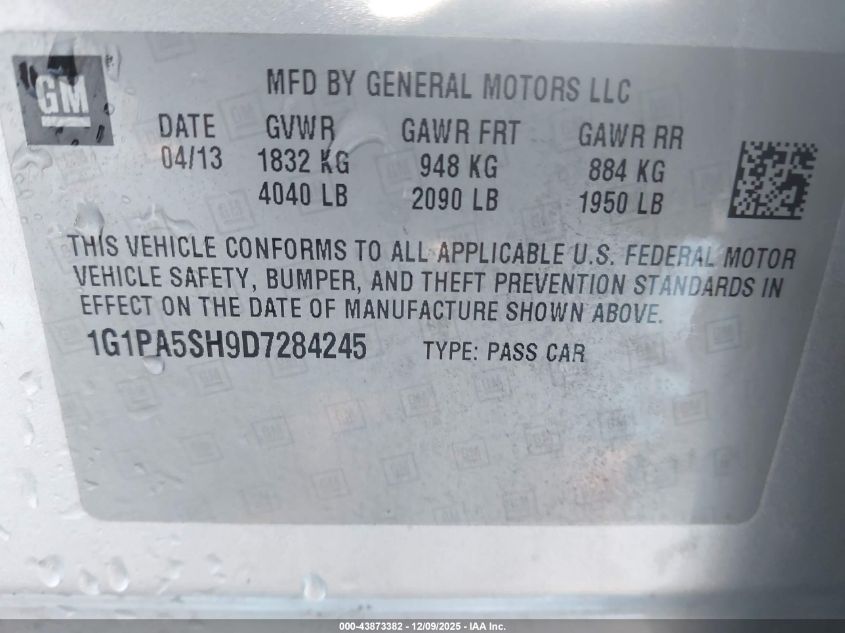 GM
MFD BY GENERAL MOTORS LLC
DATE GVWR GAWR FRT GAWR RR
04/13 1832 KG 948 KG 884 KG
4040 LB 2090 LB 1950 LB
THIS VEHICLE CONFORMS TO ALL APPLICABLE U.S. FEDERAL MOTOR
VEHICLE SAFETY, BUMPER, AND THEFT PREVENTION STANDARDS IN
EFFECT ON THE DATE OF MANUFACTURE SHOWN ABOVE.
1G1PA5SH9D7284245 TYPE: PASS CAR
000-43873382 | 12/09/2025 - IAA Inc.